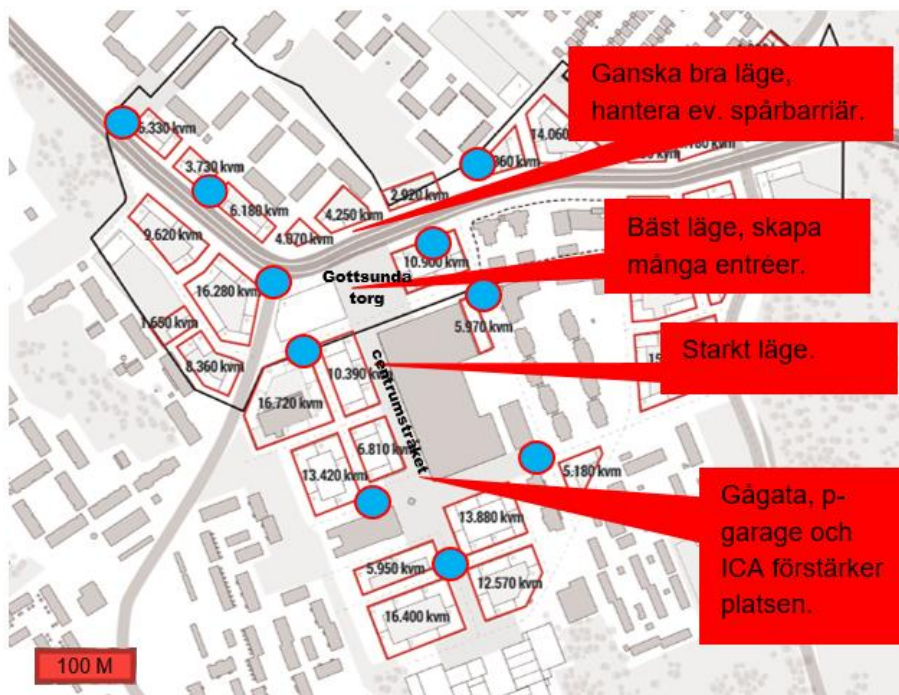 Ganska bra läge,
hantera ev. spårbarriär.
6.330 kvm
14.060
3.730 kvm
2.920 kvm
6.180 kvm
4.250 kvm
4.070 kvm
9.620 kvm
Bäst läge, skapa
många entréer.
10.900 kvm
Gottsunda
torg
16.280 kvm
1.650 kvm
5.970 kvm
8.360 kvm
Starkt läge.
centrumstråket
10.390 kvm
16.720 kvm
6.810 kvm
13.420 kvm
5.180 kvm
Gågata, p-
garage och
ICA förstärker
platsen.
13.880 kvm
5.950 kvm
12.570 kvm
16.400 kvm
100 M